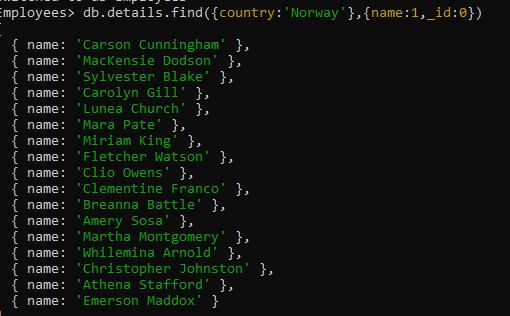 Employees> db.details.find({country:'Norway'},{name:1,_id:0})
[
{ name: 'Carson Cunningham' },
{ name: 'MacKensie Dodson' },
{ name: 'Sylvester Blake' },
{ name: 'Carolyn Gill' },
{ name: 'Lunea Church' },
{ name: 'Mara Pate' },
{ name: 'Miriam King' },
{ name: 'Fletcher Watson' },
{ name: 'Clio Owens' },
{ name: 'Clementine Franco' },
{ name: 'Breanna Battle' },
{ name: 'Amery Sosa' },
{ name: 'Martha Montgomery' },
{ name: 'Whilemina Arnold' },
{ name: 'Christopher Johnston' },
{ name: 'Athena Stafford' },
{ name: 'Emerson Maddox' }